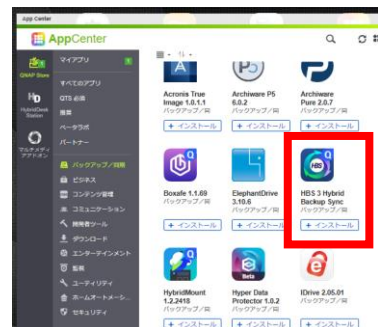 App Center
AppCenter
QNAP Store
HybridDesk
Station
マルチメディ
アアドオン
マイアプリ
すべてのアプリ
QTS 必須
推奨
ベータラボ
パートナー
バックアップ/同期
ビジネス
コンテンツ管理
コミュニケーション
開発者ツール
ダウンロード
エンターテインメント
監視
ユーティリティ
ホームオートメーシ...
セキュリティ
Acronis True
Image 1.0.1.1
バックアップ/同
+ インストール
Archiware P5
6.0.2
バックアップ/同
+ インストール
Archiware
Pure 2.0.7
バックアップ/同
+ インストール
Boxafe 1.1.69
バックアップ/同
+ インストール
ElephantDrive
3.10.6
バックアップ/同
+ インストール
HBS
HBS 3 Hybrid
Backup Sync
バックアップ/同
+ インストール
HybridMount
1.2.2418
バックアップ/同
+ インストール
Beta
Hyper Data
Protector 1.0.2
バックアップ/同
+ インストール
IDrive 2.05.01
バックアップ/同
+ インストール